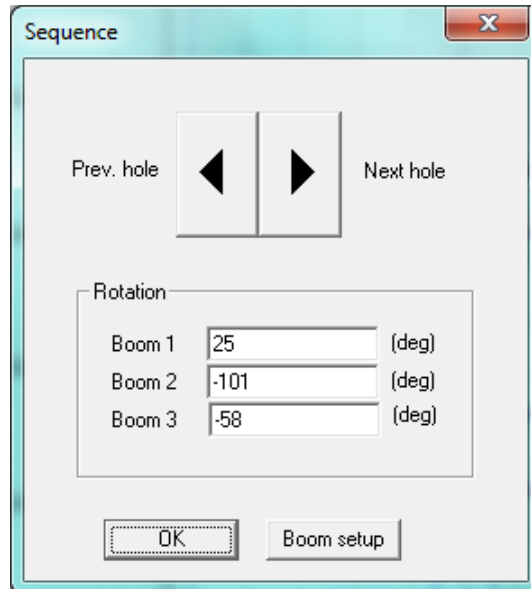 Sequence
Prev. hole Next hole
Rotation
Boom 1 25 (deg)
Boom 2 -101 (deg)
Boom 3 -58 (deg)
OK Boom setup